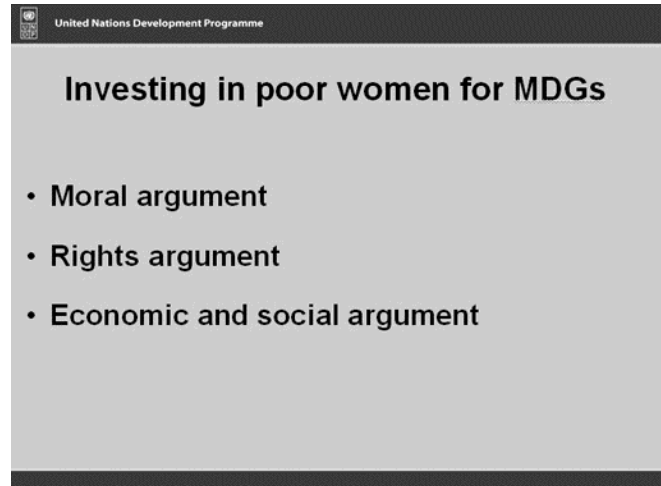 United Nations Development Programme
Investing in poor women for MDGs
• Moral argument
• Rights argument
• Economic and social argument